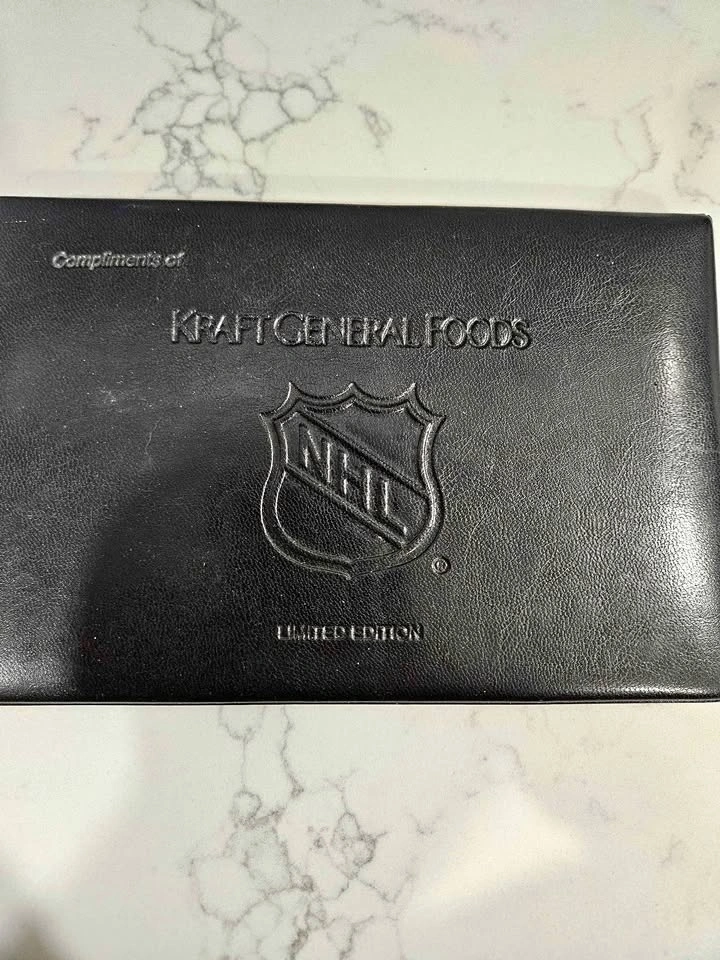 Compliments of
KRAFT GENERAL FOODS
NHL
®
LIMITED EDITION